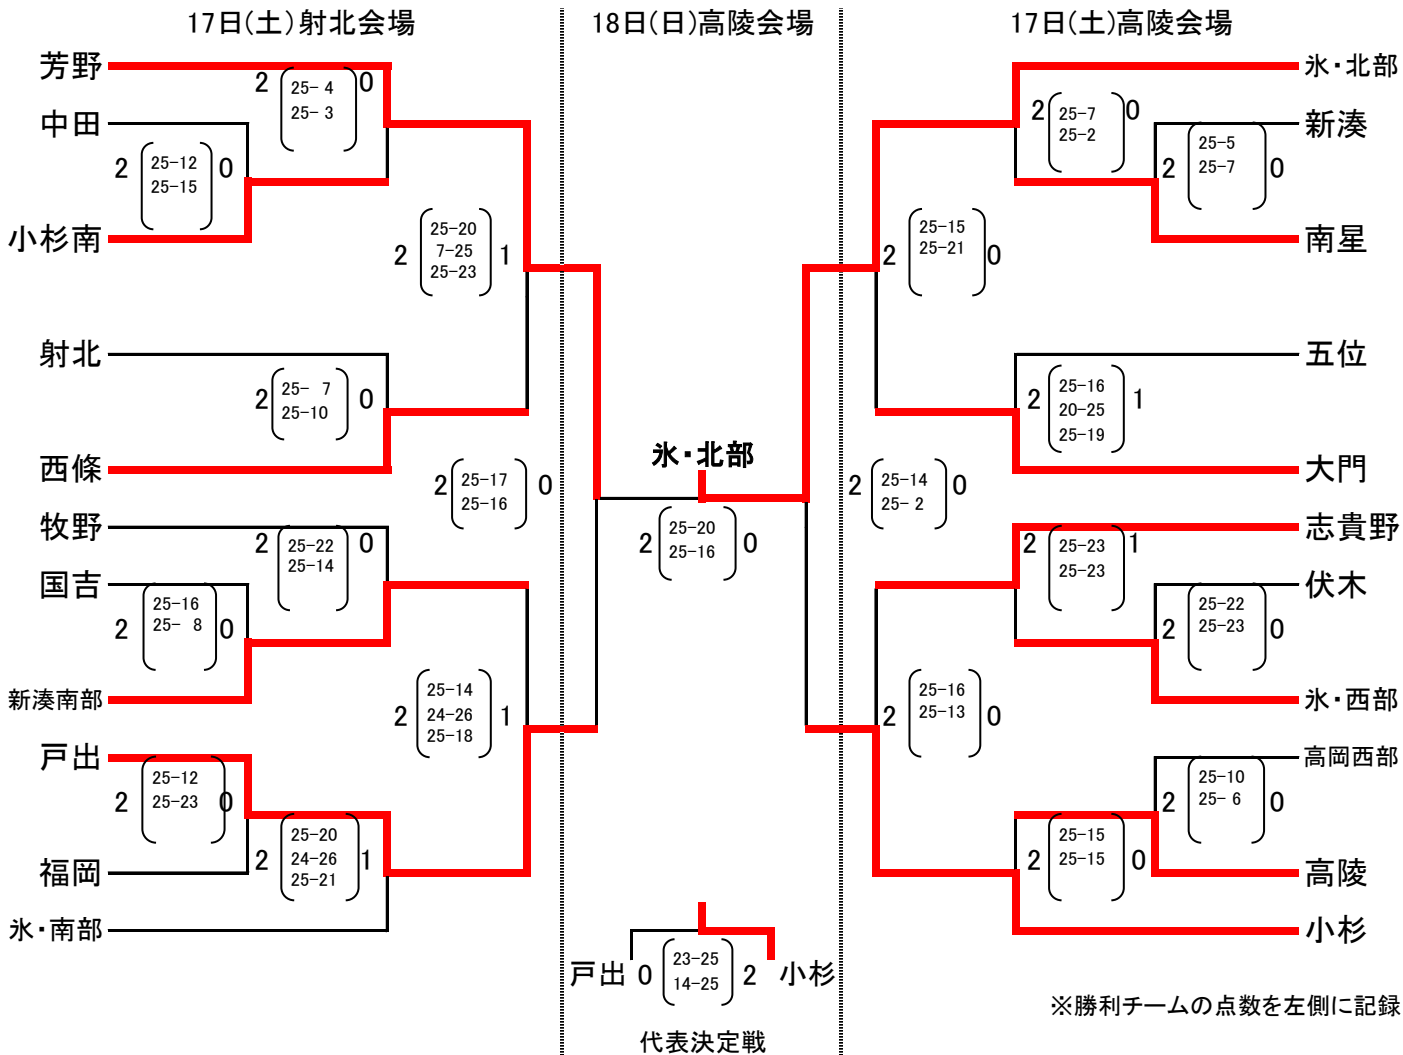 17日(土)射北会場
18日(日)高陵会場
17日(土)高陵会場
芳野
2 25- 4 0
25- 3
中田
2 25-12 0
25-15
小杉南
2 25-20 1
7-25
25-23
射北
2 25- 7 0
25-10
西條
2 25-17 0
25-16
牧野
2 25-22 0
25-14
国吉
2 25-16 0
25- 8
新湊南部
2 25-14 1
24-26
25-18
戸出
2 25-12 0
25-23
福岡
2 25-20 1
24-26
25-21
氷・南部
氷・北部
2 25-20 0
25-16
戸出 0 23-25 2 小杉
14-25
代表決定戦
氷・北部
2 25-7 0
25-2
新湊
2 25-5 0
25-7
南星
2 25-15 0
25-21
五位
2 25-16 1
20-25
25-19
大門
2 25-14 0
25- 2
志貴野
2 25-23 1
25-23
伏木
2 25-22 0
25-23
氷・西部
2 25-16 0
25-13
高岡西部
2 25-10 0
25- 6
高陵
2 25-15 0
25-15
小杉
※勝利チームの点数を左側に記録